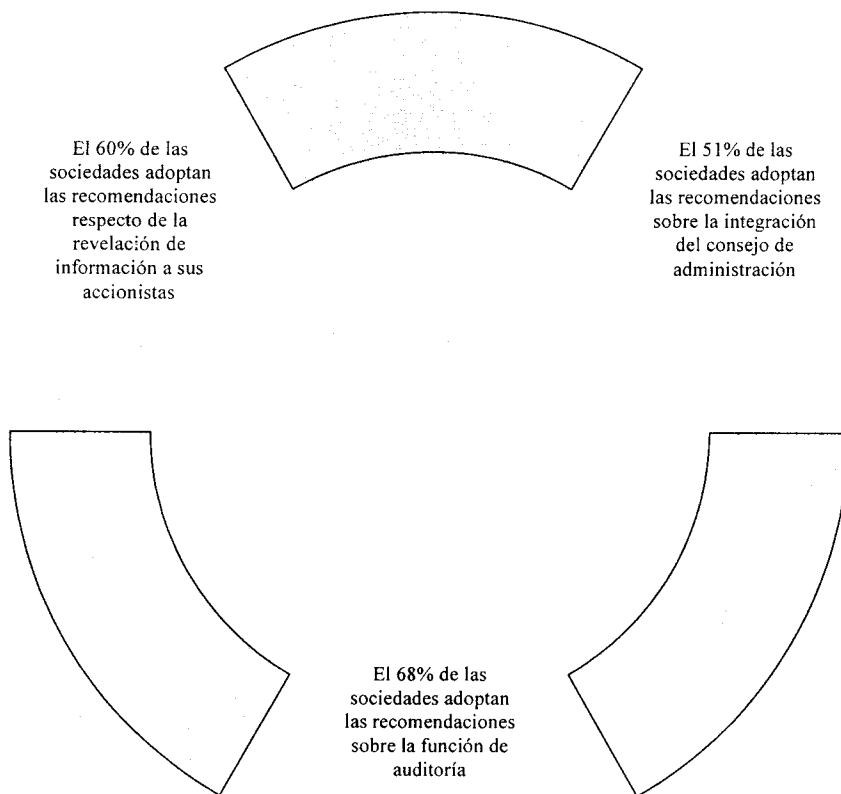 El 60% de las
sociedades adoptan
las recomendaciones
respecto de la
revelación de
información a sus
accionistas
El 51% de las
sociedades adoptan
las recomendaciones
sobre la integración
del consejo de
administración
El 68% de las
sociedades adoptan
las recomendaciones
sobre la función de
auditoría